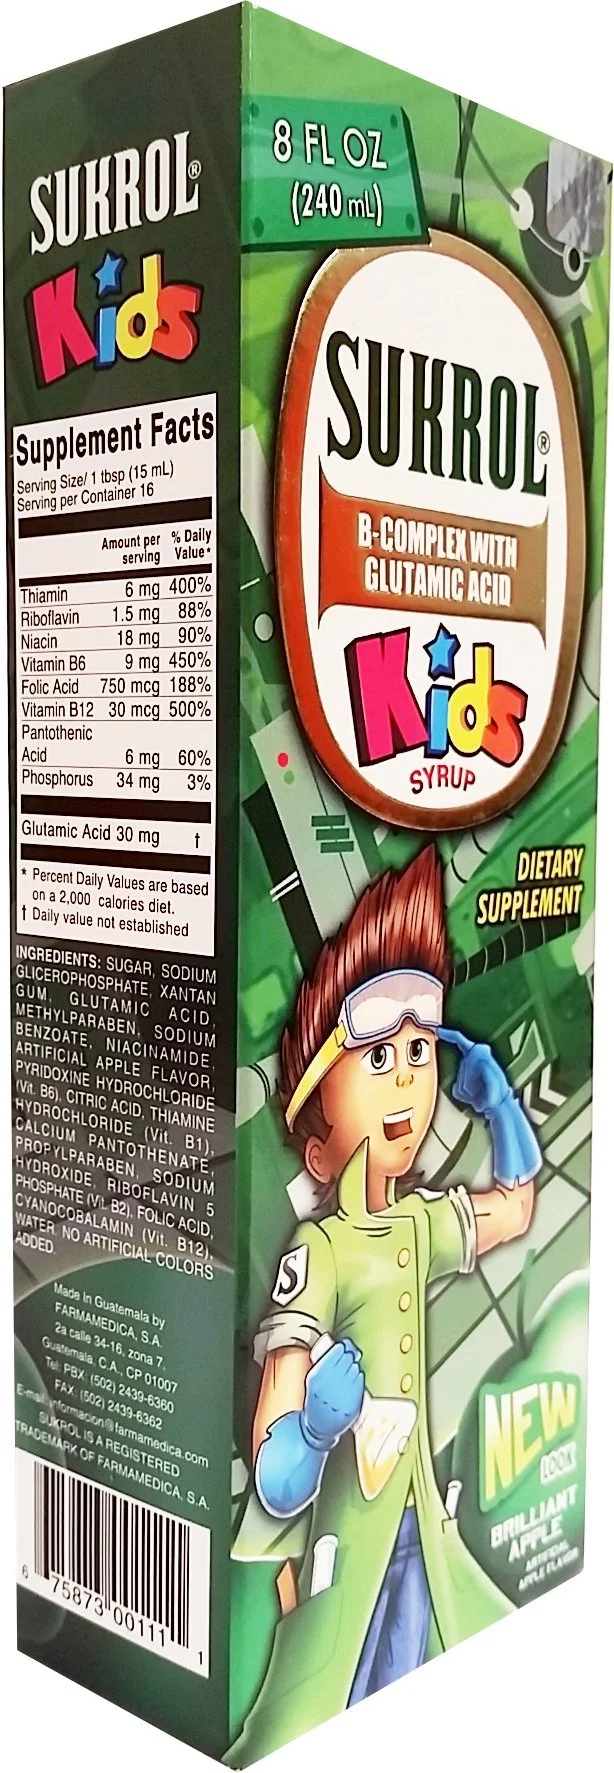 SUKROL®
Kids
Supplement Facts
Serving Size/ 1 tbsp (15 mL)
Serving per Container 16
Amount per serving % Daily Value*
Thiamin 6 mg 400%
Riboflavin 1.5 mg 88%
Niacin 18 mg 90%
Vitamin B6 9 mg 450%
Folic Acid 750 mcg 188%
Vitamin B12 30 mcg 500%
Pantothenic
Acid 6 mg 60%
Phosphorus 34 mg 3%
Glutamic Acid 30 mg †
* Percent Daily Values are based
on a 2,000 calories diet.
† Daily value not established
INGREDIENTS: SUGAR, SODIUM
GLICEROPHOSPHATE, XANTAN
GUM, GLUTAMIC ACID,
METHYLPARABEN, SODIUM
BENZOATE, NIACINAMIDE,
ARTIFICIAL APPLE FLAVOR,
PYRIDOXINE HYDROCHLORIDE
(Vit. B6), CITRIC ACID, THIAMINE
HYDROCHLORIDE (Vit. B1),
CALCIUM PANTOTHENATE,
PROPYLPARABEN, SODIUM
HYDROXIDE, RIBOFLAVIN 5
PHOSPHATE (Vit. B2), FOLIC ACID,
CYANOCOBALAMIN (Vit. B12),
WATER. NO ARTIFICIAL COLORS
ADDED.
Made in Guatemala by
FARMAMEDICA, S.A.
2a calle 34-16, zona 7,
Guatemala, C.A., CP 01007
Tel. PBX: (502) 2439-6360
FAX: (502) 2439-6362
E-mail: informacion@farmamedica.com
SUKROL IS A REGISTERED
TRADEMARK OF FARMAMEDICA, S.A.
6 75873 00111 1
8 FL OZ
(240 mL)
SUKROL®
B-COMPLEX WITH
GLUTAMIC ACID
Kids
SYRUP
DIETARY
SUPPLEMENT
S
NEW
LOOK
BRILLIANT
APPLE
ARTIFICIAL
APPLE FLAVOR